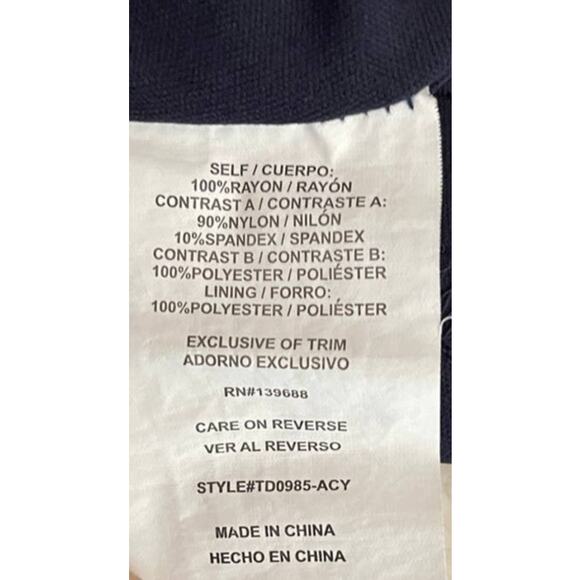 SELF / CUERPO:
100%RAYON / RAYÓN
CONTRAST A / CONTRASTE A:
90%NYLON / NILÓN
10%SPANDEX / SPANDEX
CONTRAST B / CONTRASTE B:
100%POLYESTER / POLIÉSTER
LINING / FORRO:
100%POLYESTER / POLIÉSTER
EXCLUSIVE OF TRIM
ADORNO EXCLUSIVO
RN#139688
CARE ON REVERSE
VER AL REVERSO
STYLE#TD0985-ACY
MADE IN CHINA
HECHO EN CHINA